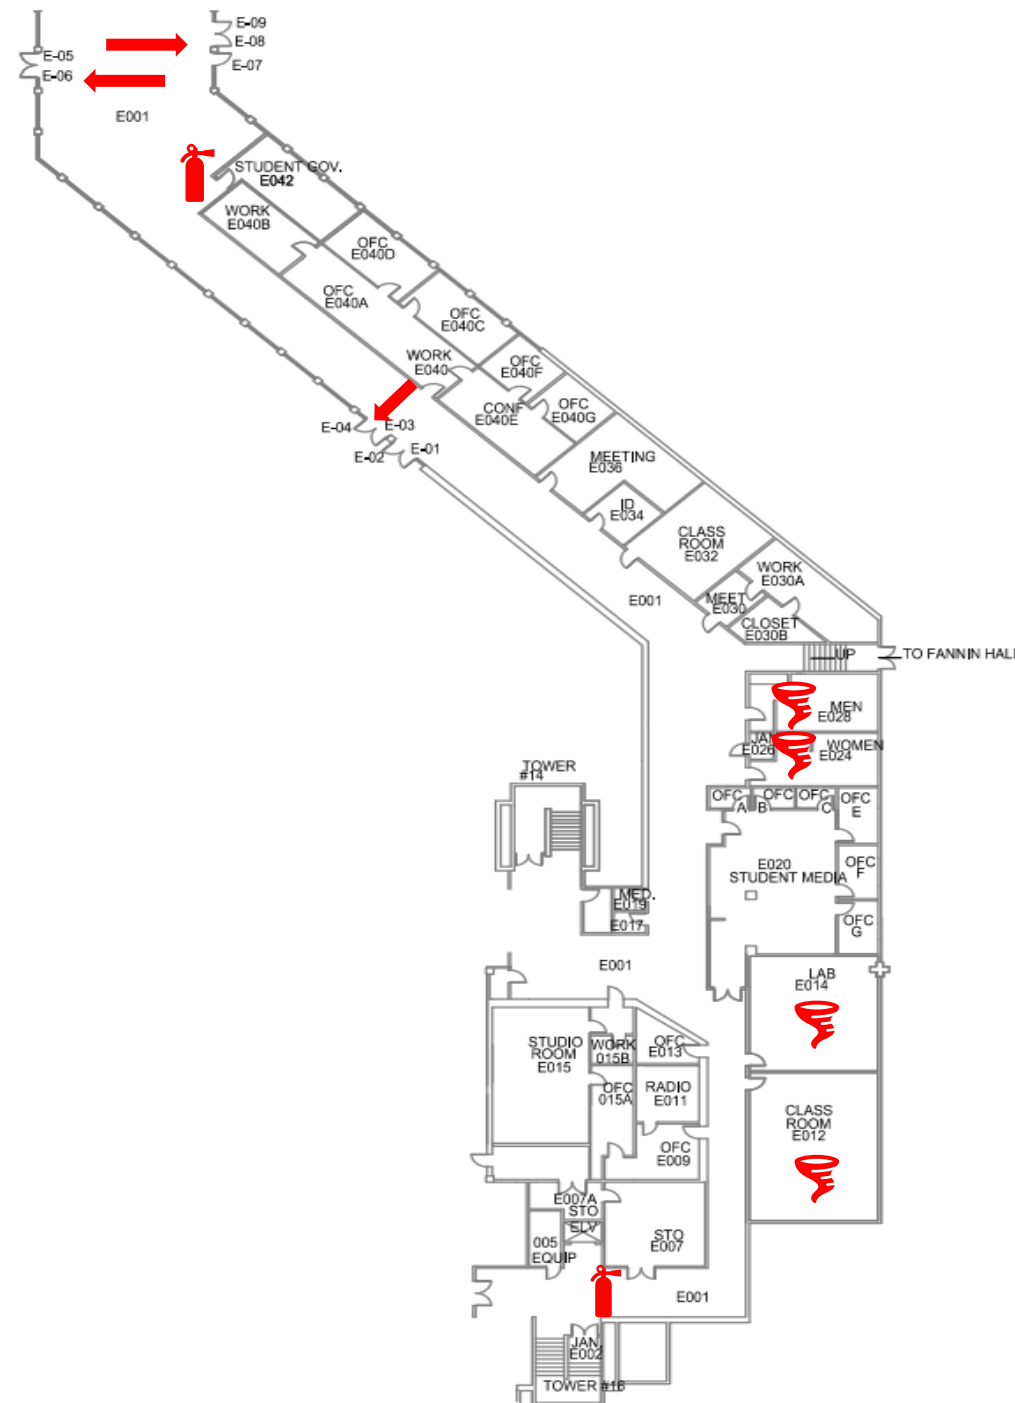 E-09
E-08
E-05
E-07
E-06
E001
STUDENT GOV.
E042
WORK
E040B
OFC
E040D
OFC
E040A
OFC
E040C
WORK
E040
OFC
E040F
OFC
E040G
CONF
E040E
E-04
E-03
E-02
E-01
MEETING
E036
ID
E034
CLASS
ROOM
E032
WORK
E030A
MEET
E030
CLOSET
E030B
E001
UP
TO FANNIN HALL
MEN
E028
JAN
E026
WOMEN
E024
TOWER
#14
OFC
A
OFC
B
OFC
C
OFC
E
E020
STUDENT MEDIA
OFC
F
OFC
G
MED.
E019
E017
E001
LAB
E014
STUDIO
ROOM
E015
WORK
015B
OFC
E013
OFC
015A
RADIO
E011
CLASS
ROOM
E012
OFC
E009
E007A
STO
ELV
005
EQUIP
STO
E007
E001
JAN.
E002
TOWER #16